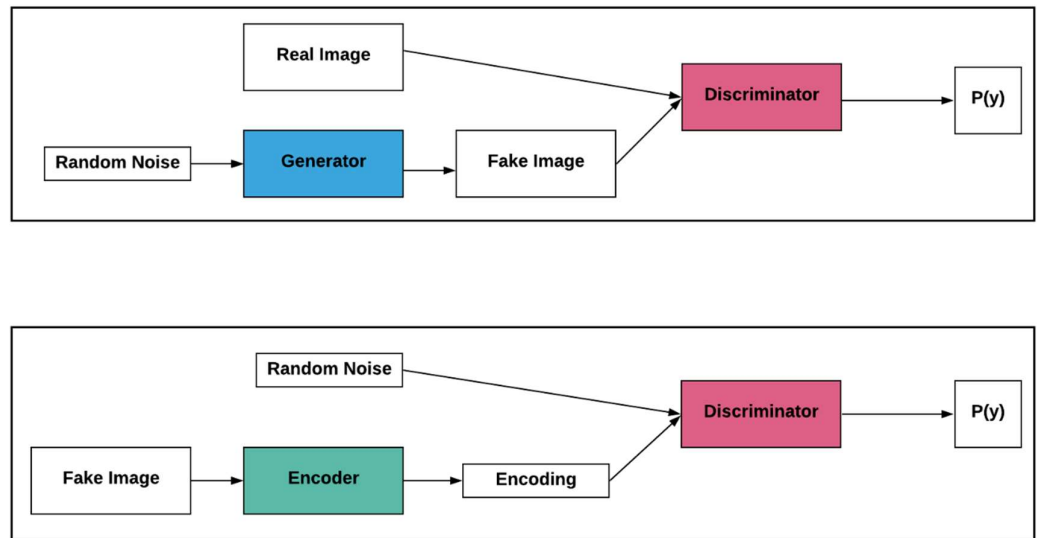 Real Image
Discriminator
P(y)
Random Noise
Generator
Fake Image
Random Noise
Discriminator
P(y)
Fake Image
Encoder
Encoding